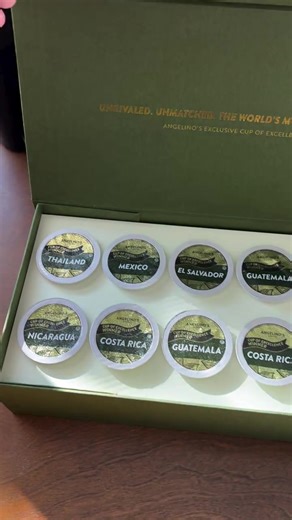 UNRIVALED. UNMATCHED. THE WORLD'S M
ANGELINO'S EXCLUSIVE CUP OF EXCELLE
THAILAND
MEXICO
EL SALVADOR
GUATEMALA
NICARAGUA
COSTA RICA
GUATEMALA
COSTA RIC